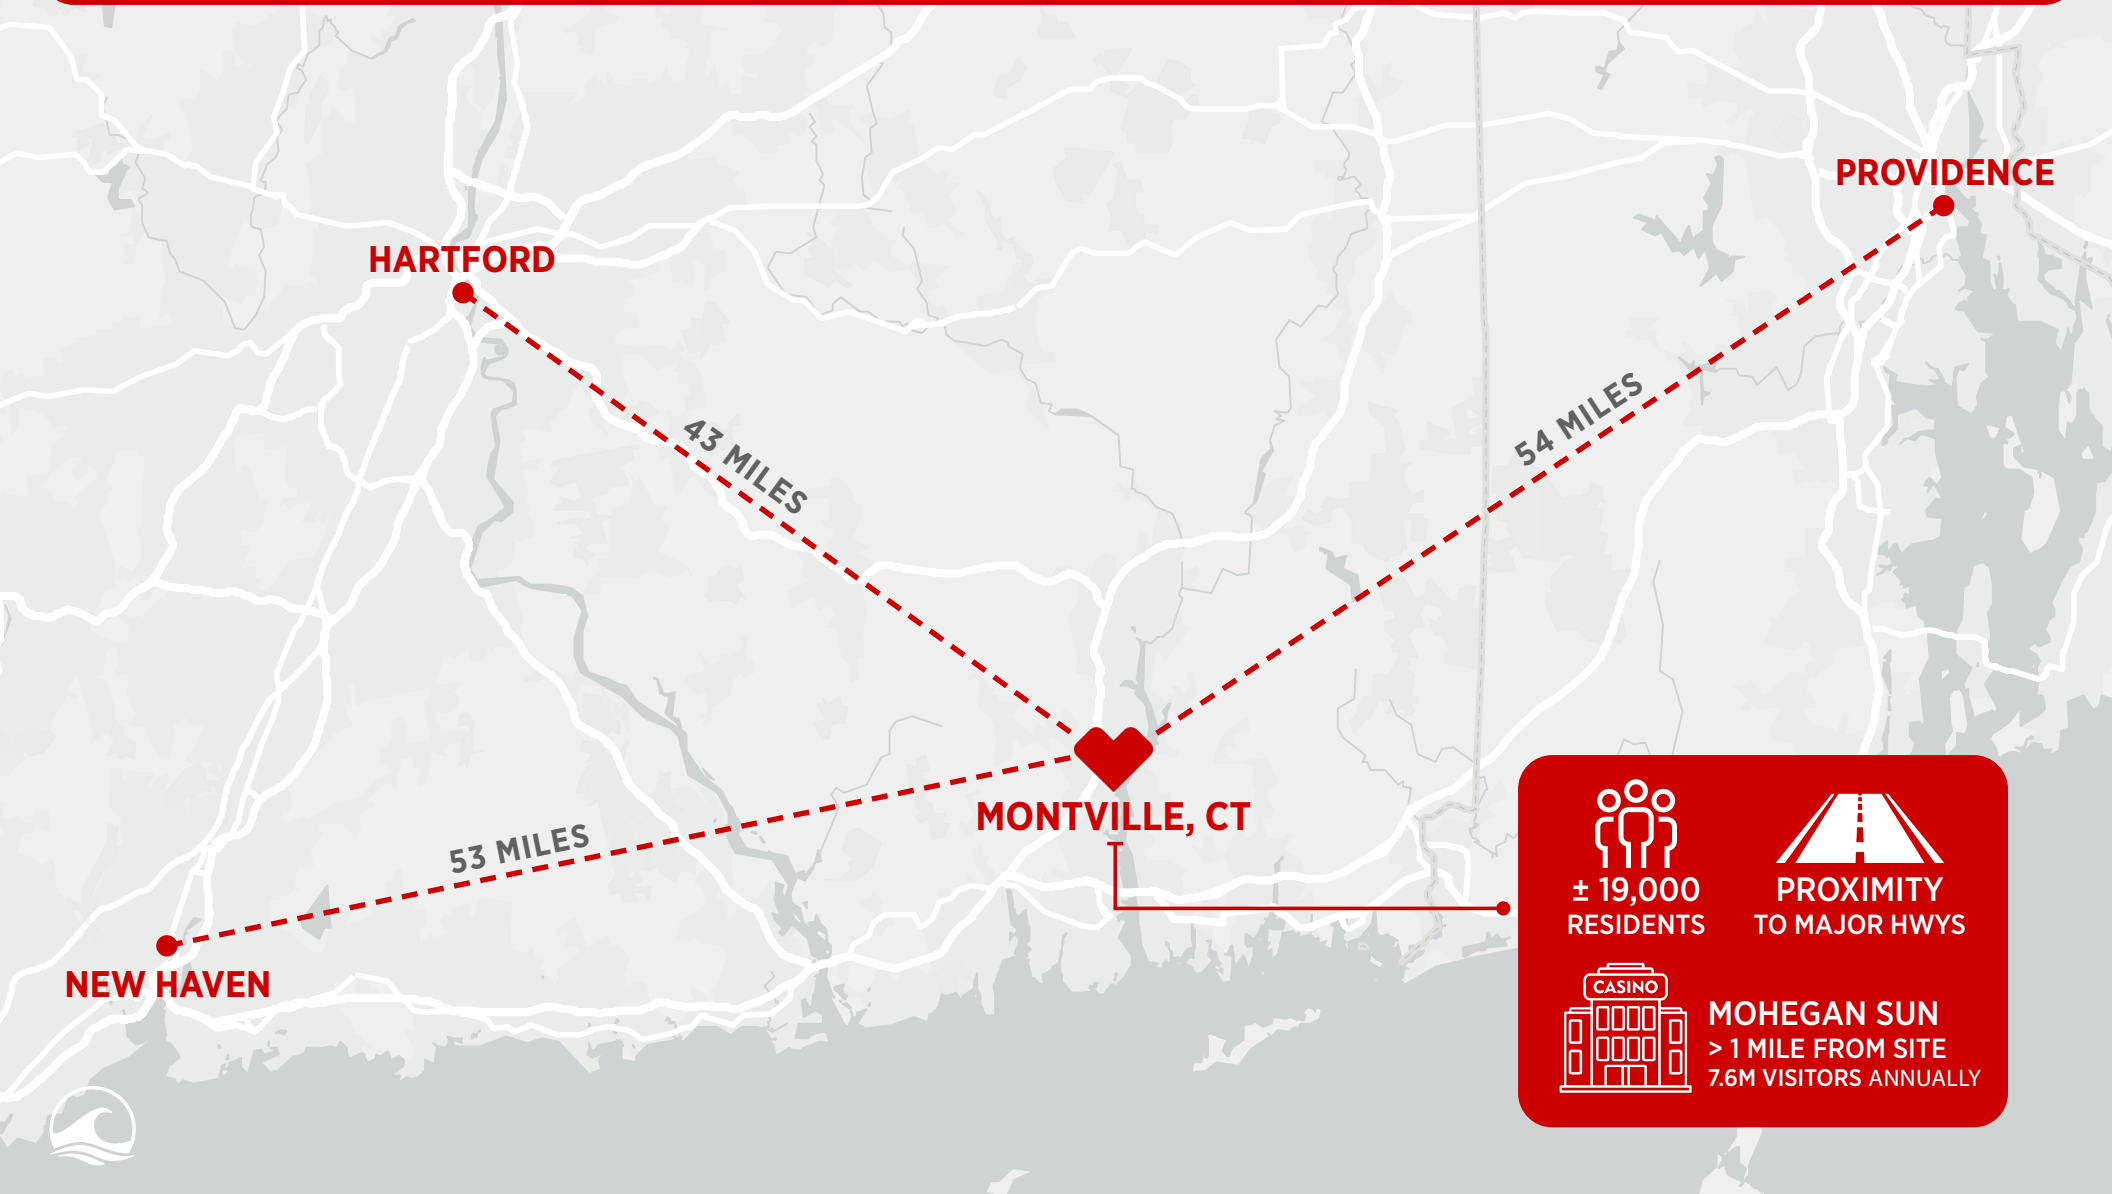 PROVIDENCE
HARTFORD
43 MILES
54 MILES
MONTVILLE, CT
53 MILES
NEW HAVEN
± 19,000
RESIDENTS
PROXIMITY
TO MAJOR HWYS
CASINO
MOHEGAN SUN
> 1 MILE FROM SITE
7.6M VISITORS ANNUALLY